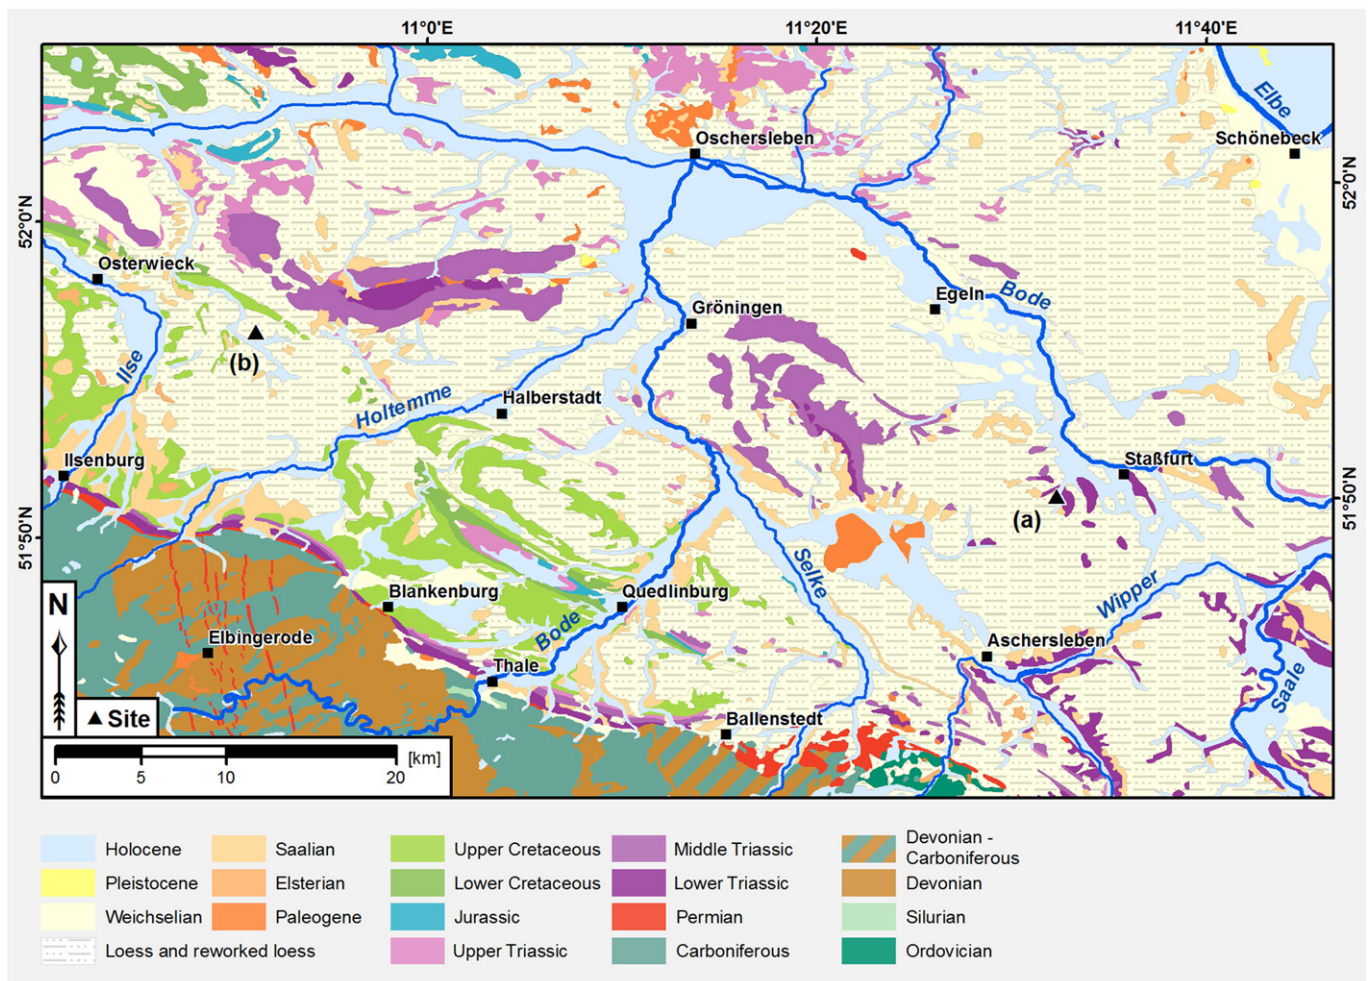 11°0'E
11°20'E
11°40'E
Elbe
Oschersleben
Schönebeck
52°0'N
52°0'N
Osterwieck
Bode
Egeln
Gröningen
(b)
Ilse
Holtemme
Halberstadt
Ilsenburg
Staßfurt
(a)
51°50'N
51°50'N
Selke
Wipper
N
Blankenburg
Quedlinburg
Bode
Elbingerode
Aschersleben
Thale
Saale
Site
Ballenstedt
[km]
0 5 10 20
Holocene
Pleistocene
Weichselian
Loess and reworked loess
Saalian
Elsterian
Paleogene
Upper Cretaceous
Lower Cretaceous
Jurassic
Upper Triassic
Middle Triassic
Lower Triassic
Permian
Carboniferous
Devonian -
Carboniferous
Devonian
Silurian
Ordovician